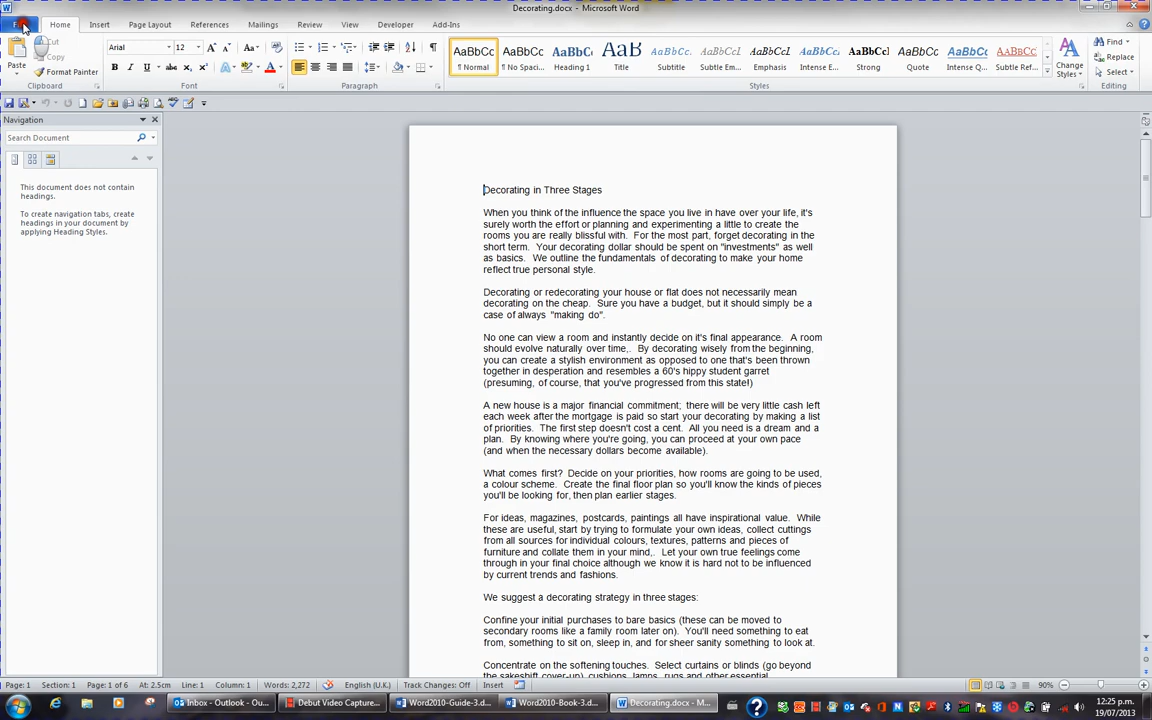 Decorating.docx - Microsoft Word
Home Insert Page Layout References Mailings Review View Developer Add-Ins
Cut
Copy
Paste
Format Painter
Clipboard
Arial 12
Font
Paragraph
AaBbCc AaBbCc AaBbC AaB AaBbCc AaBbCc AaBbCc AaBbCc AaBbCc AaBbCc AaBbCc AaBbCc
¶ Normal ¶ No Spaci... Heading 1 Title Subtitle Subtle Em... Emphasis Intense E... Strong Quote Intense Q... Subtle Ref...
Styles
Change
Styles
Find
Replace
Select
Editing
Navigation
Search Document
This document does not contain
headings.
To create navigation tabs, create
headings in your document by
applying Heading Styles.
Decorating in Three Stages
When you think of the influence the space you live in have over your life, it's
surely worth the effort or planning and experimenting a little to create the
rooms you are really blissful with. For the most part, forget decorating in the
short term. Your decorating dollar should be spent on "investments" as well
as basics. We outline the fundamentals of decorating to make your home
reflect true personal style.
Decorating or redecorating your house or flat does not necessarily mean
decorating on the cheap. Sure you have a budget, but it should simply be a
case of always "making do".
No one can view a room and instantly decide on it's final appearance. A room
should evolve naturally over time,. By decorating wisely from the beginning,
you can create a stylish environment as opposed to one that's been thrown
together in desperation and resembles a 60's hippy student garret
(presuming, of course, that you've progressed from this state!)
A new house is a major financial commitment; there will be very little cash left
each week after the mortgage is paid so start your decorating by making a list
of priorities. The first step doesn't cost a cent. All you need is a dream and a
plan. By knowing where you're going, you can proceed at your own pace
(and when the necessary dollars become available).
What comes first? Decide on your priorities, how rooms are going to be used,
a colour scheme. Create the final floor plan so you'll know the kinds of pieces
you'll be looking for, then plan earlier stages.
For ideas, magazines, postcards, paintings all have inspirational value. While
these are useful, start by trying to formulate your own ideas, collect cuttings
from all sources for individual colours, textures, patterns and pieces of
furniture and collate them in your mind,. Let your own true feelings come
through in your final choice although we know it is hard not to be influenced
by current trends and fashions.
We suggest a decorating strategy in three stages:
Confine your initial purchases to bare basics (these can be moved to
secondary rooms like a family room later on). You'll need something to eat
from, something to sit on, sleep in, and for sheer sanity something to look at.
Concentrate on the softening touches. Select curtains or blinds (go beyond
the sakeshift cover-up), cushions, lamps, rugs and other essential
Page: 1 Section: 1 Page: 1 of 6 At: 2.5cm Line: 1 Column: 1 Words: 2,272 English (U.K.) Track Changes: Off Insert 90%
Inbox - Outlook - Ou... Debut Video Captur... Word2010-Guide-3.d... Word2010-Book-3.d... Decorating.docx - M...
12:25 p.m.
19/07/2013